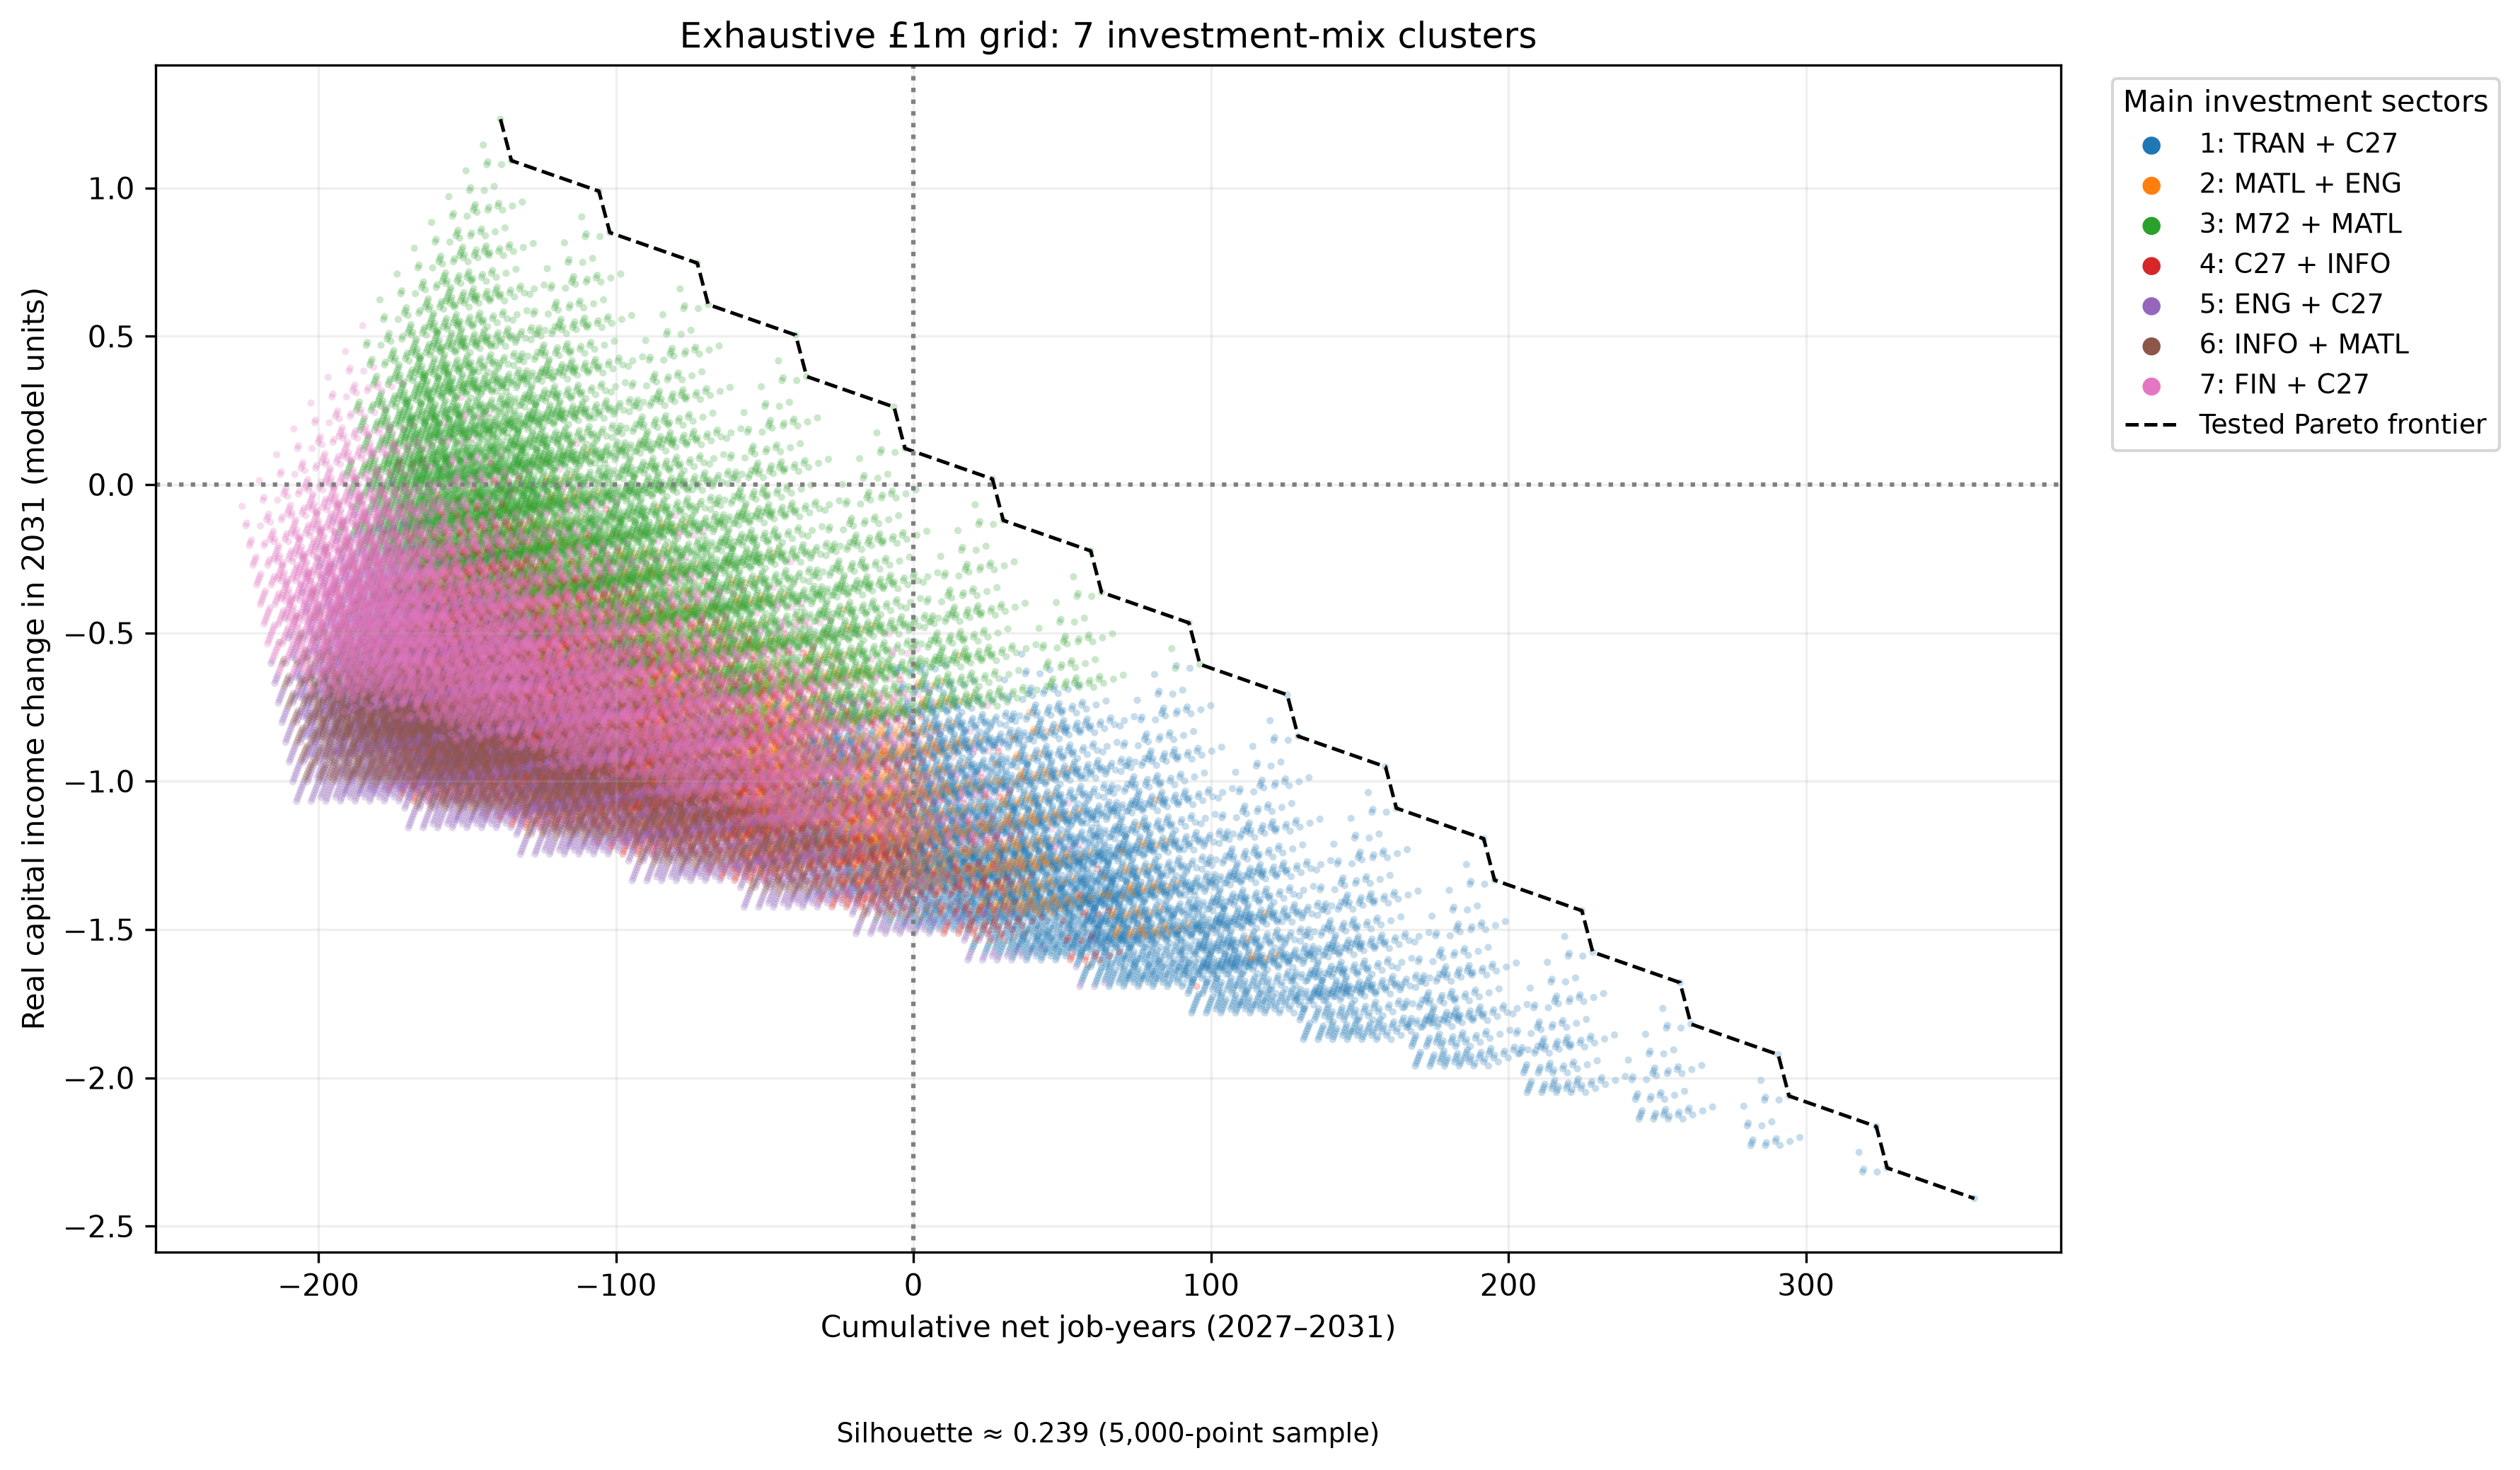 Exhaustive £1m grid: 7 investment-mix clusters
Real capital income change in 2031 (model units)
1.0
0.5
0.0
−0.5
−1.0
−1.5
−2.0
−2.5
−200
−100
0
100
200
300
Cumulative net job-years (2027–2031)
Main investment sectors
1: TRAN + C27
2: MATL + ENG
3: M72 + MATL
4: C27 + INFO
5: ENG + C27
6: INFO + MATL
7: FIN + C27
Tested Pareto frontier
Silhouette ≈ 0.239 (5,000-point sample)